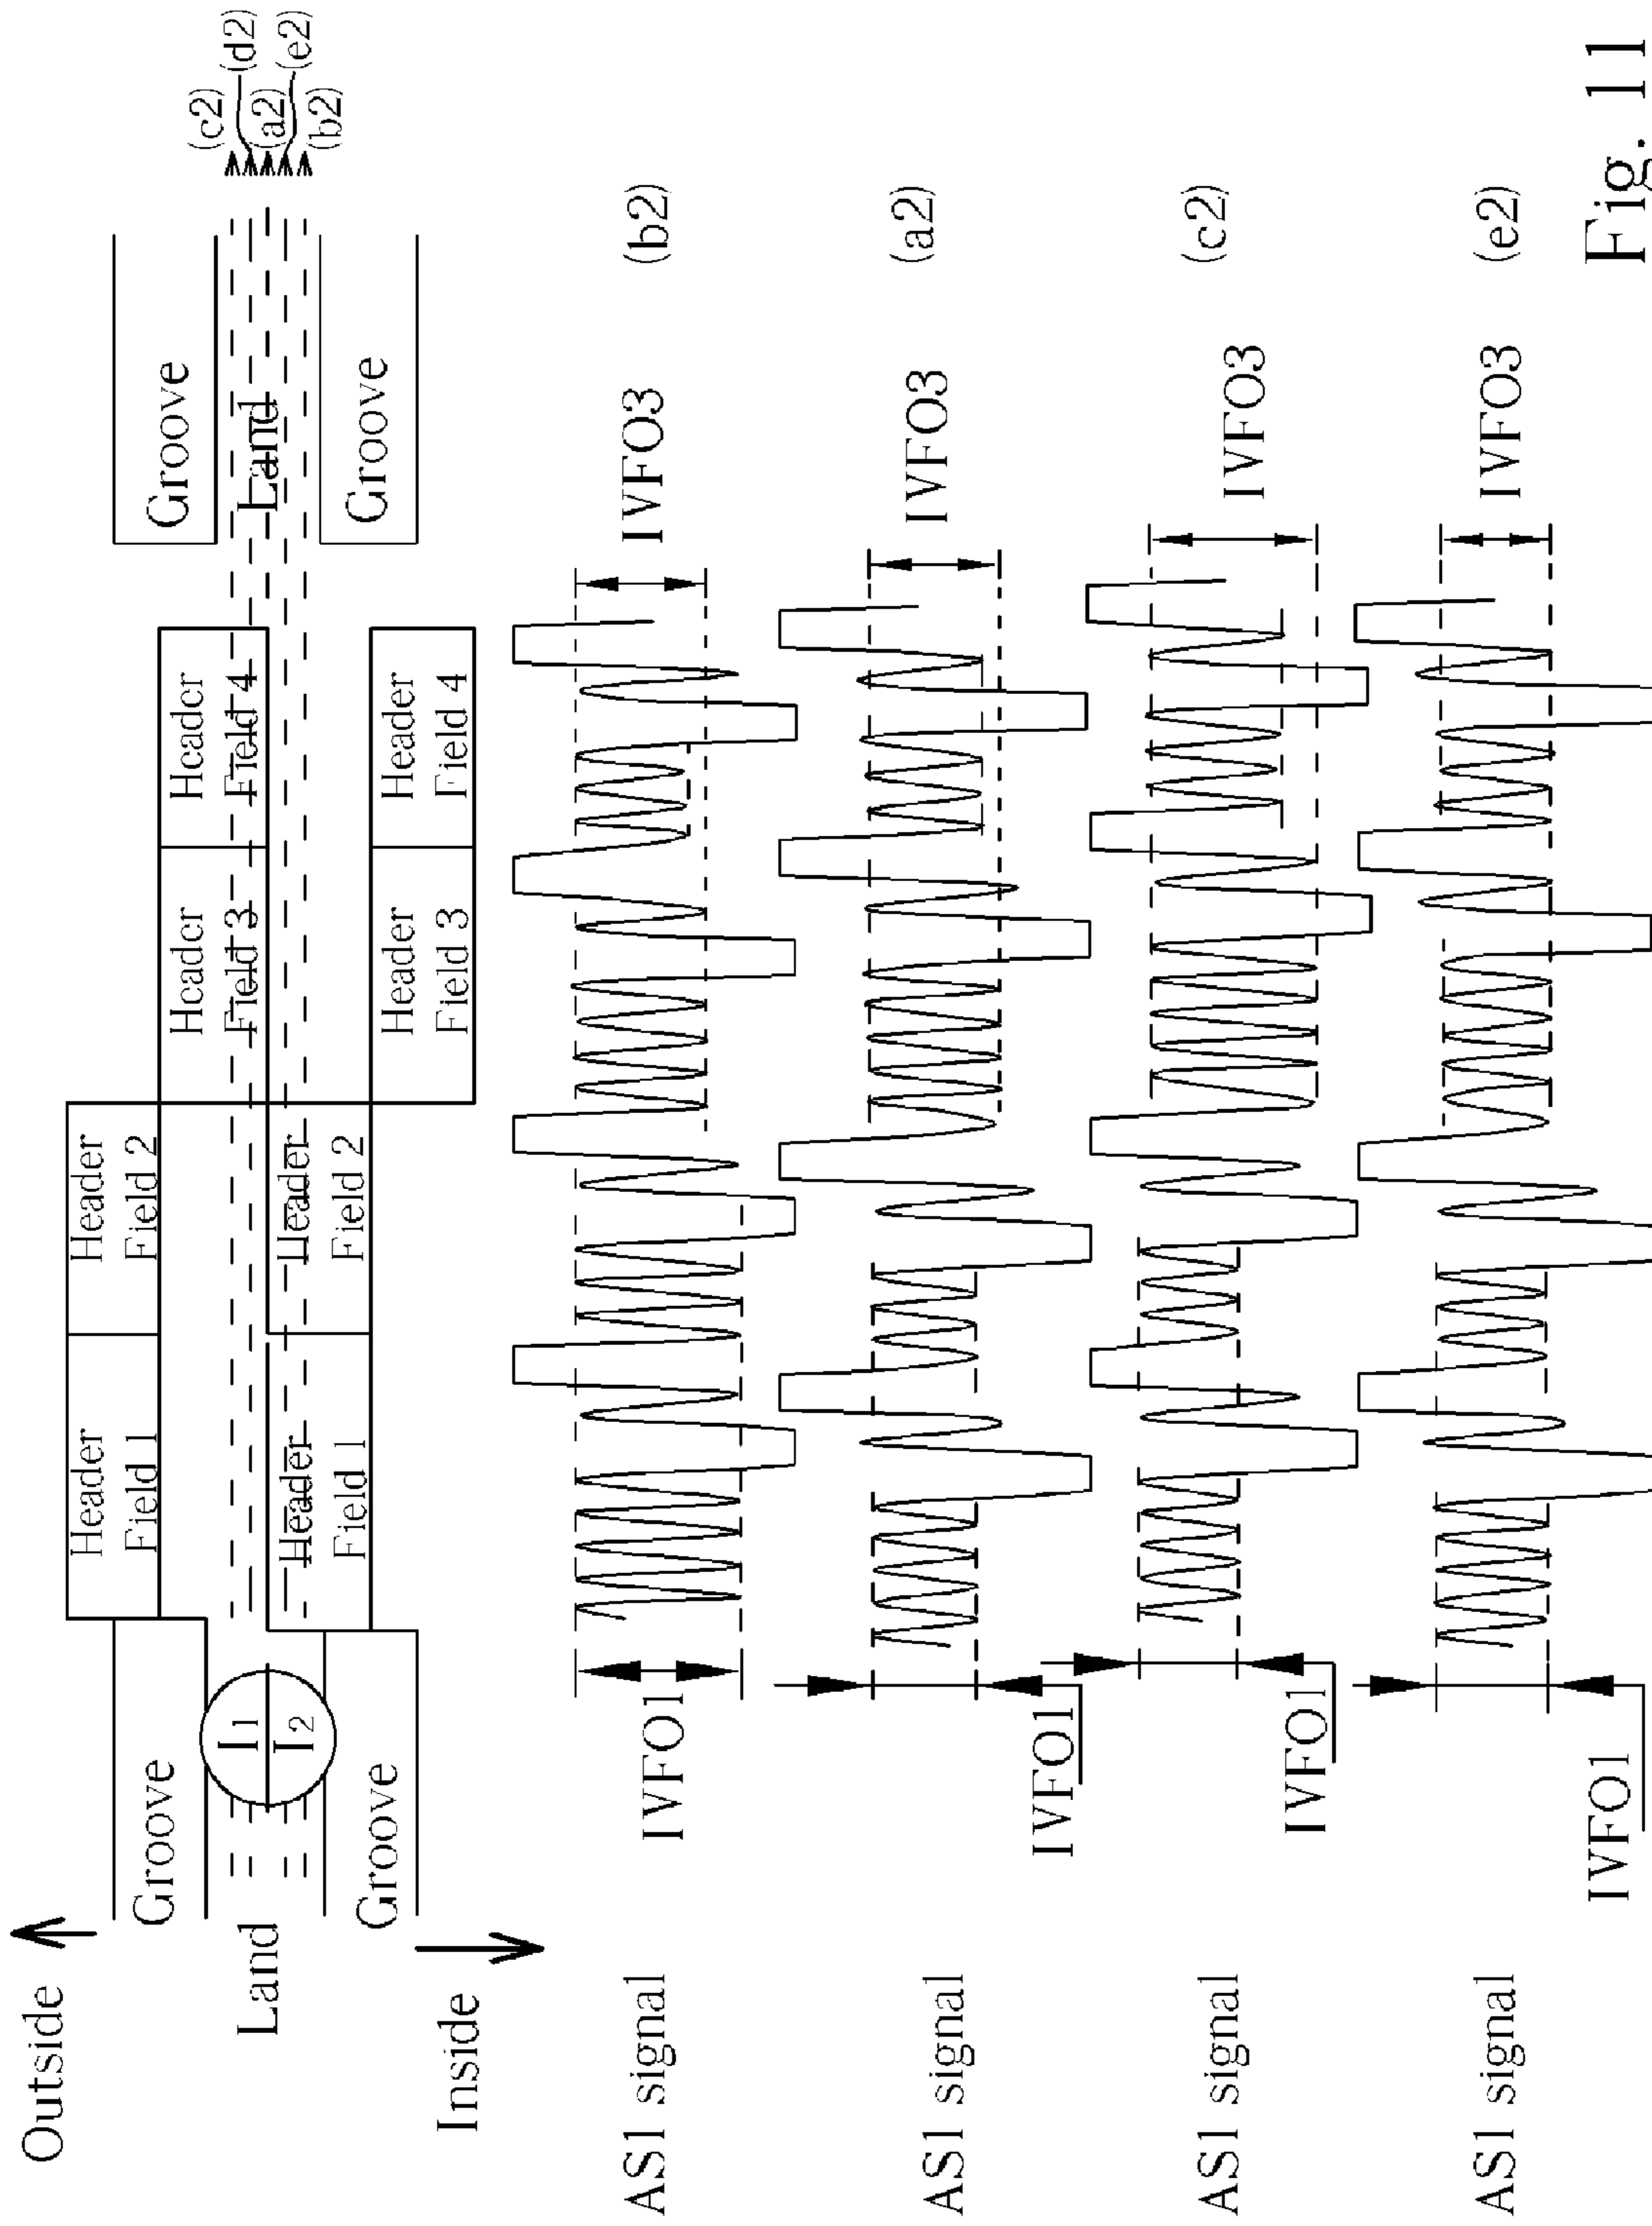 Outside
Groove
Land
Groove
Inside
I1
I2
Header
Field 1
Header
Field 2
Header
Field 1
Header
Field 2
Header
Field 3
Header
Field 4
Header
Field 3
Header
Field 4
Groove
Land
Groove
(c2)
(d2)
(a2)
(e2)
(b2)
AS1 signal
IVFO1
IVFO3
(b2)
AS1 signal
IVFO1
IVFO3
(a2)
AS1 signal
IVFO1
IVFO3
(c2)
AS1 signal
IVFO1
IVFO3
(e2)
Fig. 11